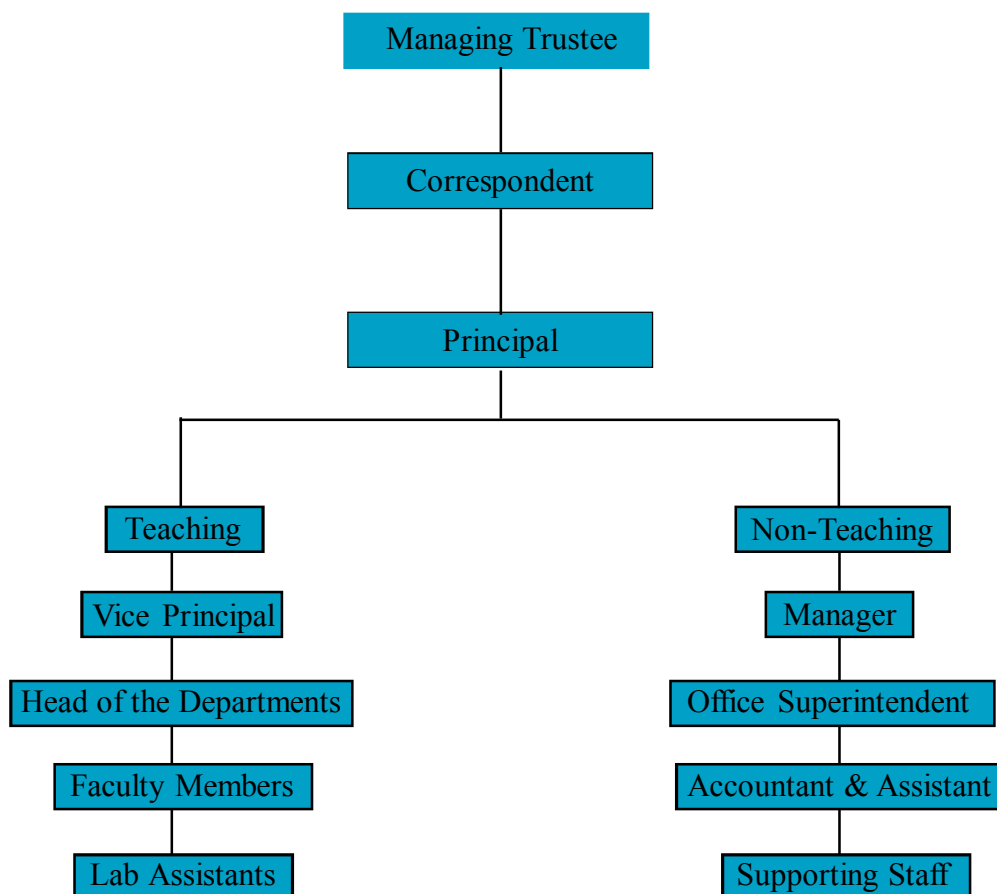 Managing Trustee
Correspondent
Principal
Teaching
Non-Teaching
Vice Principal
Manager
Head of the Departments
Office Superintendent
Faculty Members
Accountant & Assistant
Lab Assistants
Supporting Staff